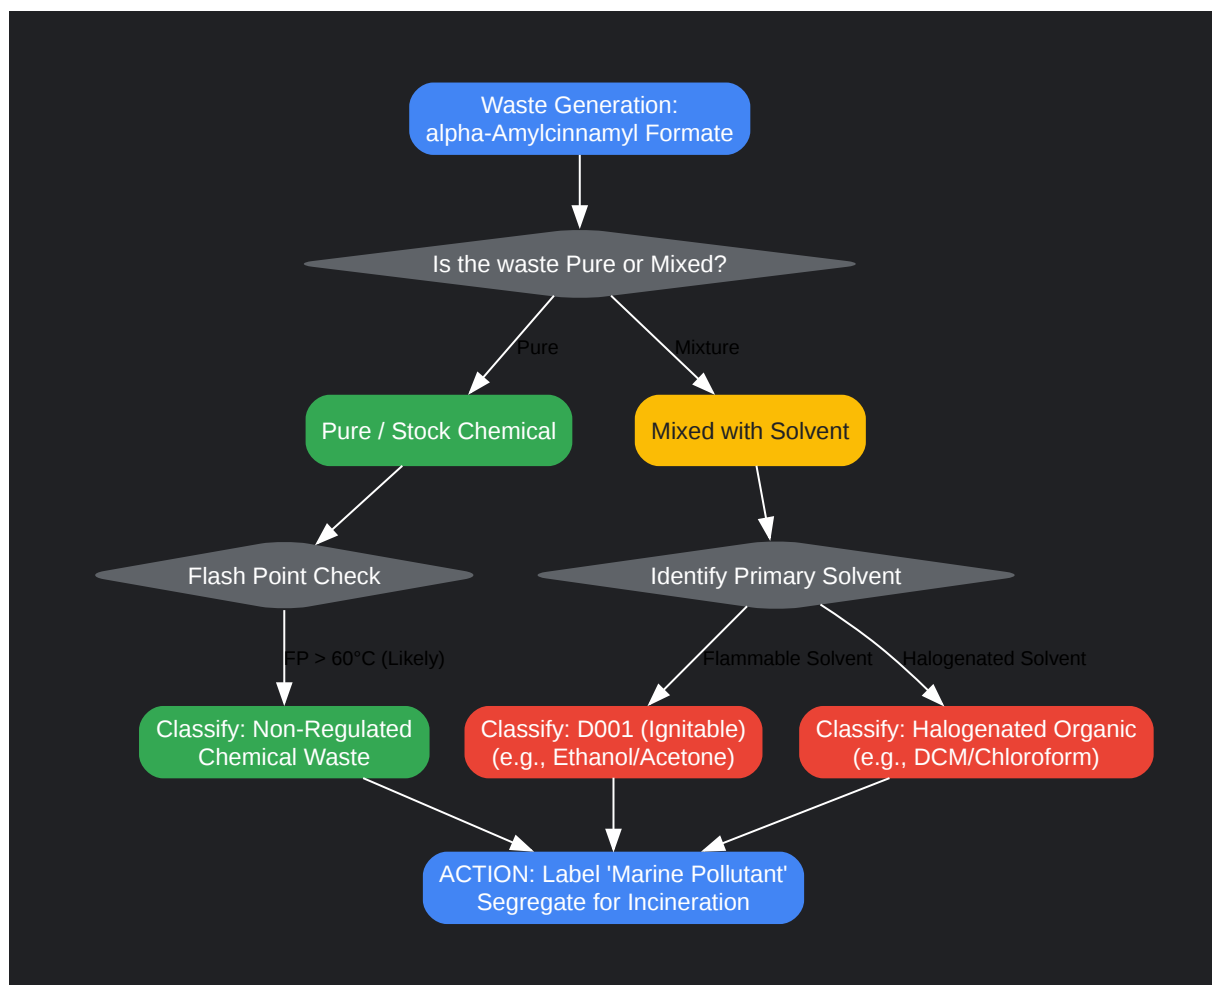 Waste Generation:
alpha-Amylcinnamyl Formate
Is the waste Pure or Mixed?
Pure
Mixture
Pure / Stock Chemical
Mixed with Solvent
Flash Point Check
Identify Primary Solvent
FP > 60°C (Likely)
Flammable Solvent
Halogenated Solvent
Classify: Non-Regulated
Chemical Waste
Classify: D001 (Ignitable)
(e.g., Ethanol/Acetone)
Classify: Halogenated Organic
(e.g., DCM/Chloroform)
ACTION: Label 'Marine Pollutant'
Segregate for Incineration